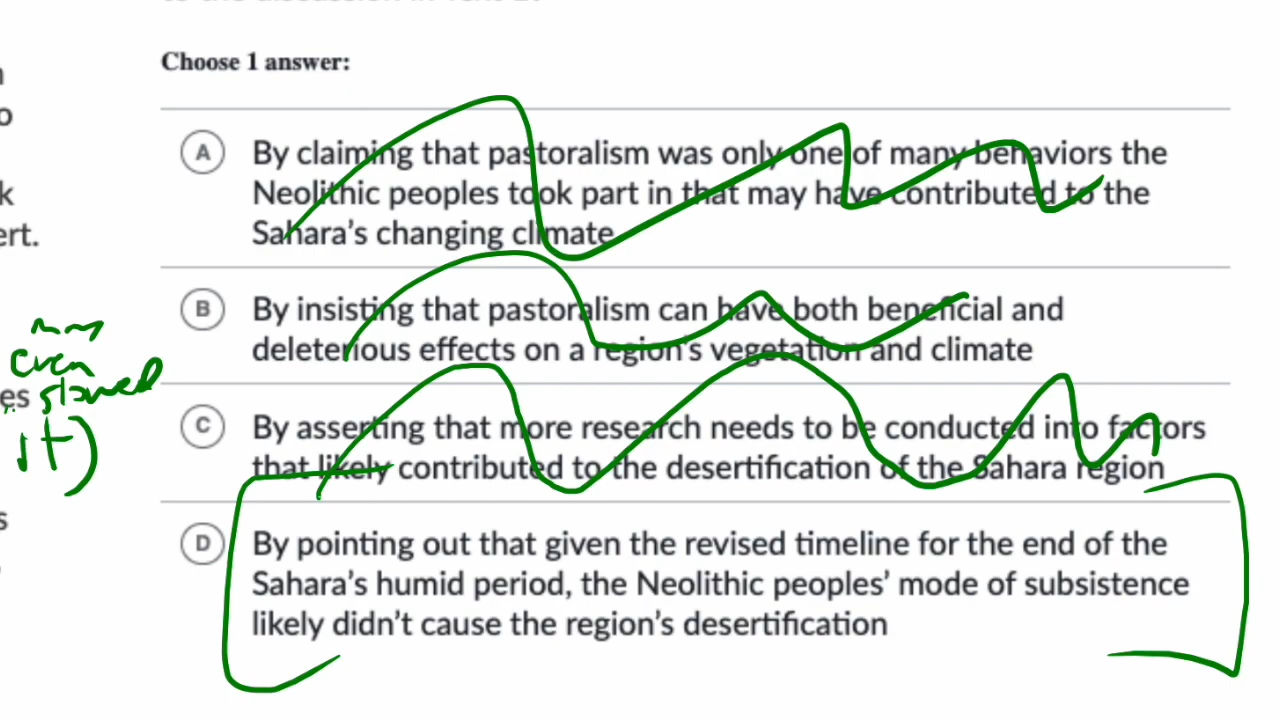 Choose 1 answer:
A
By claiming that pastoralism was only one of many behaviors the
Neolithic peoples took part in that may have contributed to the
Sahara's changing climate
B
By insisting that pastoralism can have both beneficial and
deleterious effects on a region's vegetation and climate
C
By asserting that more research needs to be conducted into factors
that likely contributed to the desertification of the Sahara region
D
By pointing out that given the revised timeline for the end of the
Sahara's humid period, the Neolithic peoples' mode of subsistence
likely didn't cause the region's desertification
ert.
even
es slowed
it)